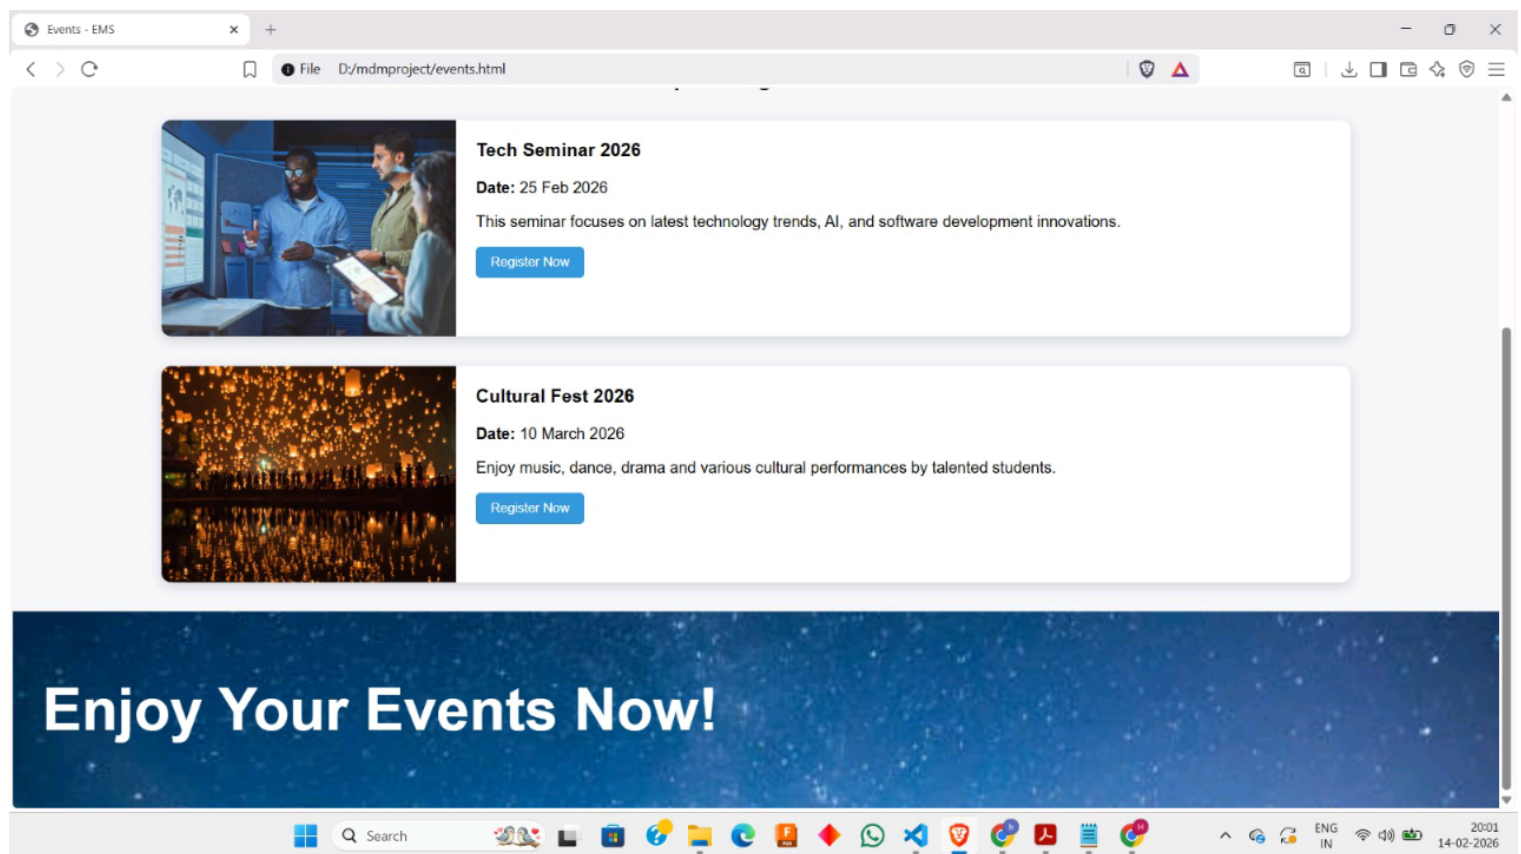 Events - EMS
File D:/mdmproject/events.html
Tech Seminar 2026
Date: 25 Feb 2026
This seminar focuses on latest technology trends, AI, and software development innovations.
Register Now
Cultural Fest 2026
Date: 10 March 2026
Enjoy music, dance, drama and various cultural performances by talented students.
Register Now
Enjoy Your Events Now!
Search
ENG
IN
20:01
14-02-2026